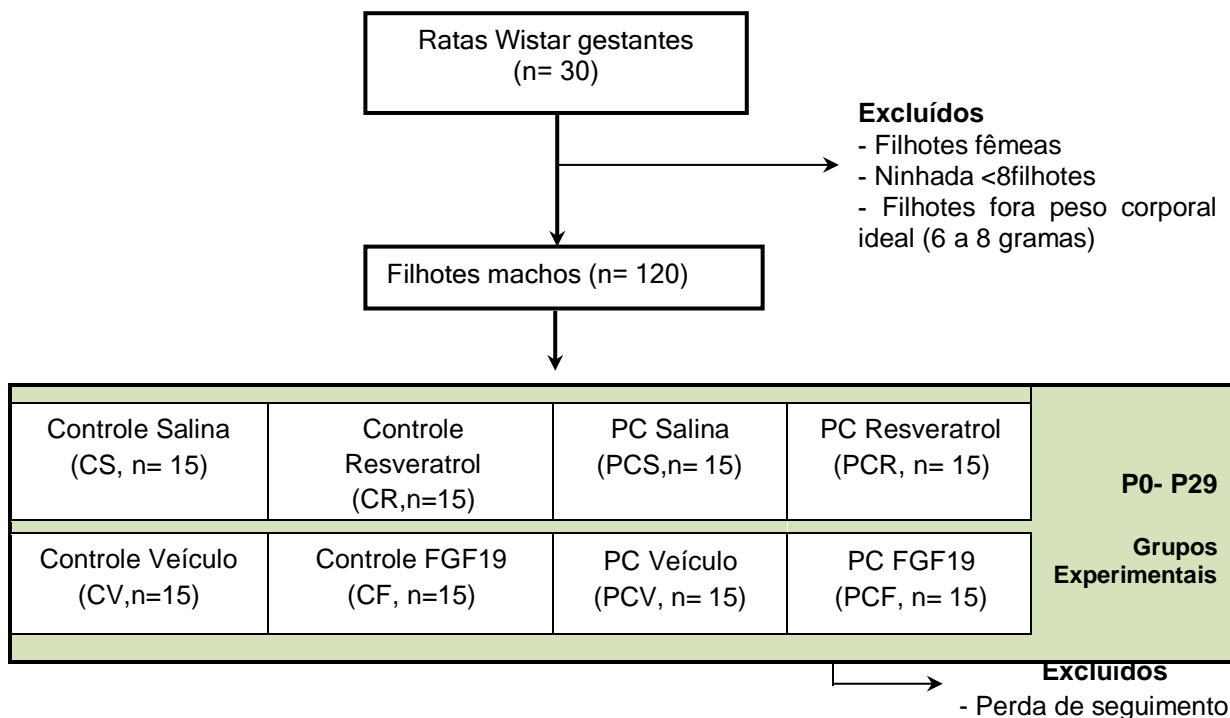 Ratas Wistar gestantes
(n= 30)
Excluídos
- Filhotes fêmeas
- Ninhada <8filhotes
- Filhotes fora peso corporal
ideal (6 a 8 gramas)
Filhotes machos (n= 120)
Controle Salina
(CS, n= 15)
Controle
Resveratrol
(CR,n=15)
PC Salina
(PCS,n= 15)
PC Resveratrol
(PCR, n= 15)
P0- P29
Grupos
Experimentais
Controle Veículo
(CV,n=15)
Controle FGF19
(CF, n=15)
PC Veículo
(PCV, n= 15)
PC FGF19
(PCF, n= 15)
Excluídos
- Perda de seguimento